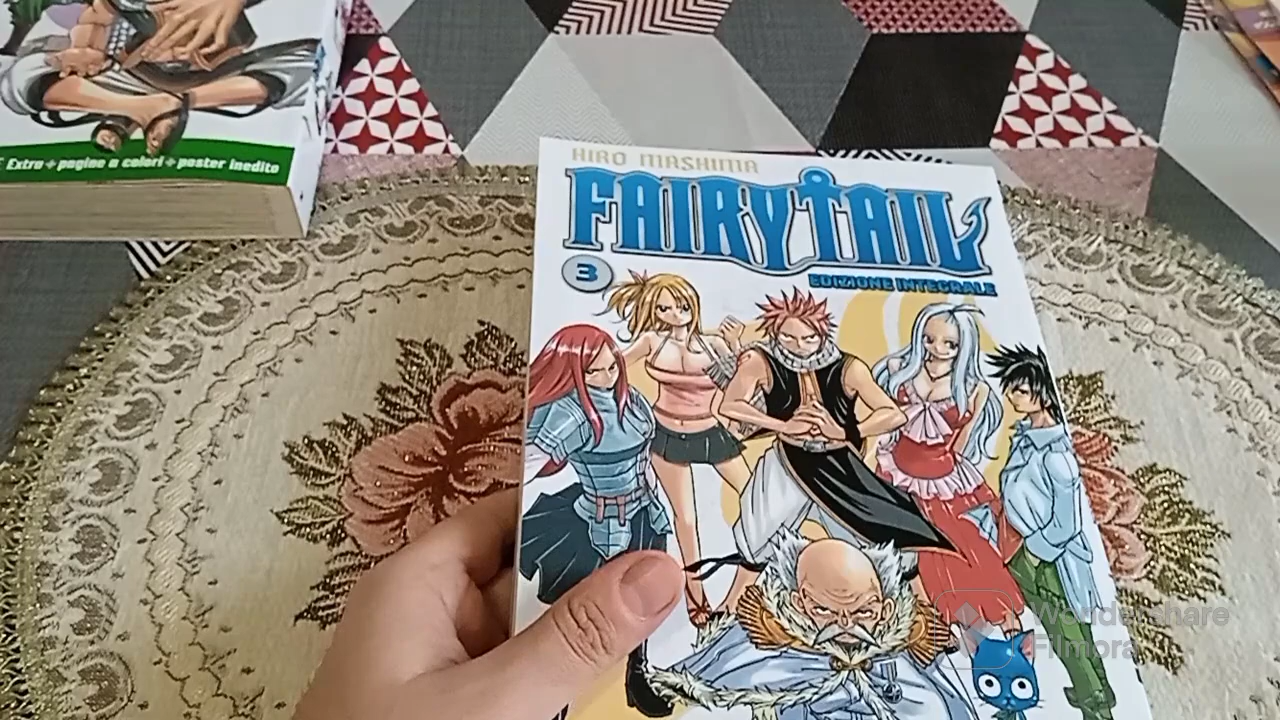 Extra + pagine a colori + poster inedito
HIRO MASHIMA
FAIRY TAIL
3
EDIZIONE INTEGRALE
Wondershare
Filmora